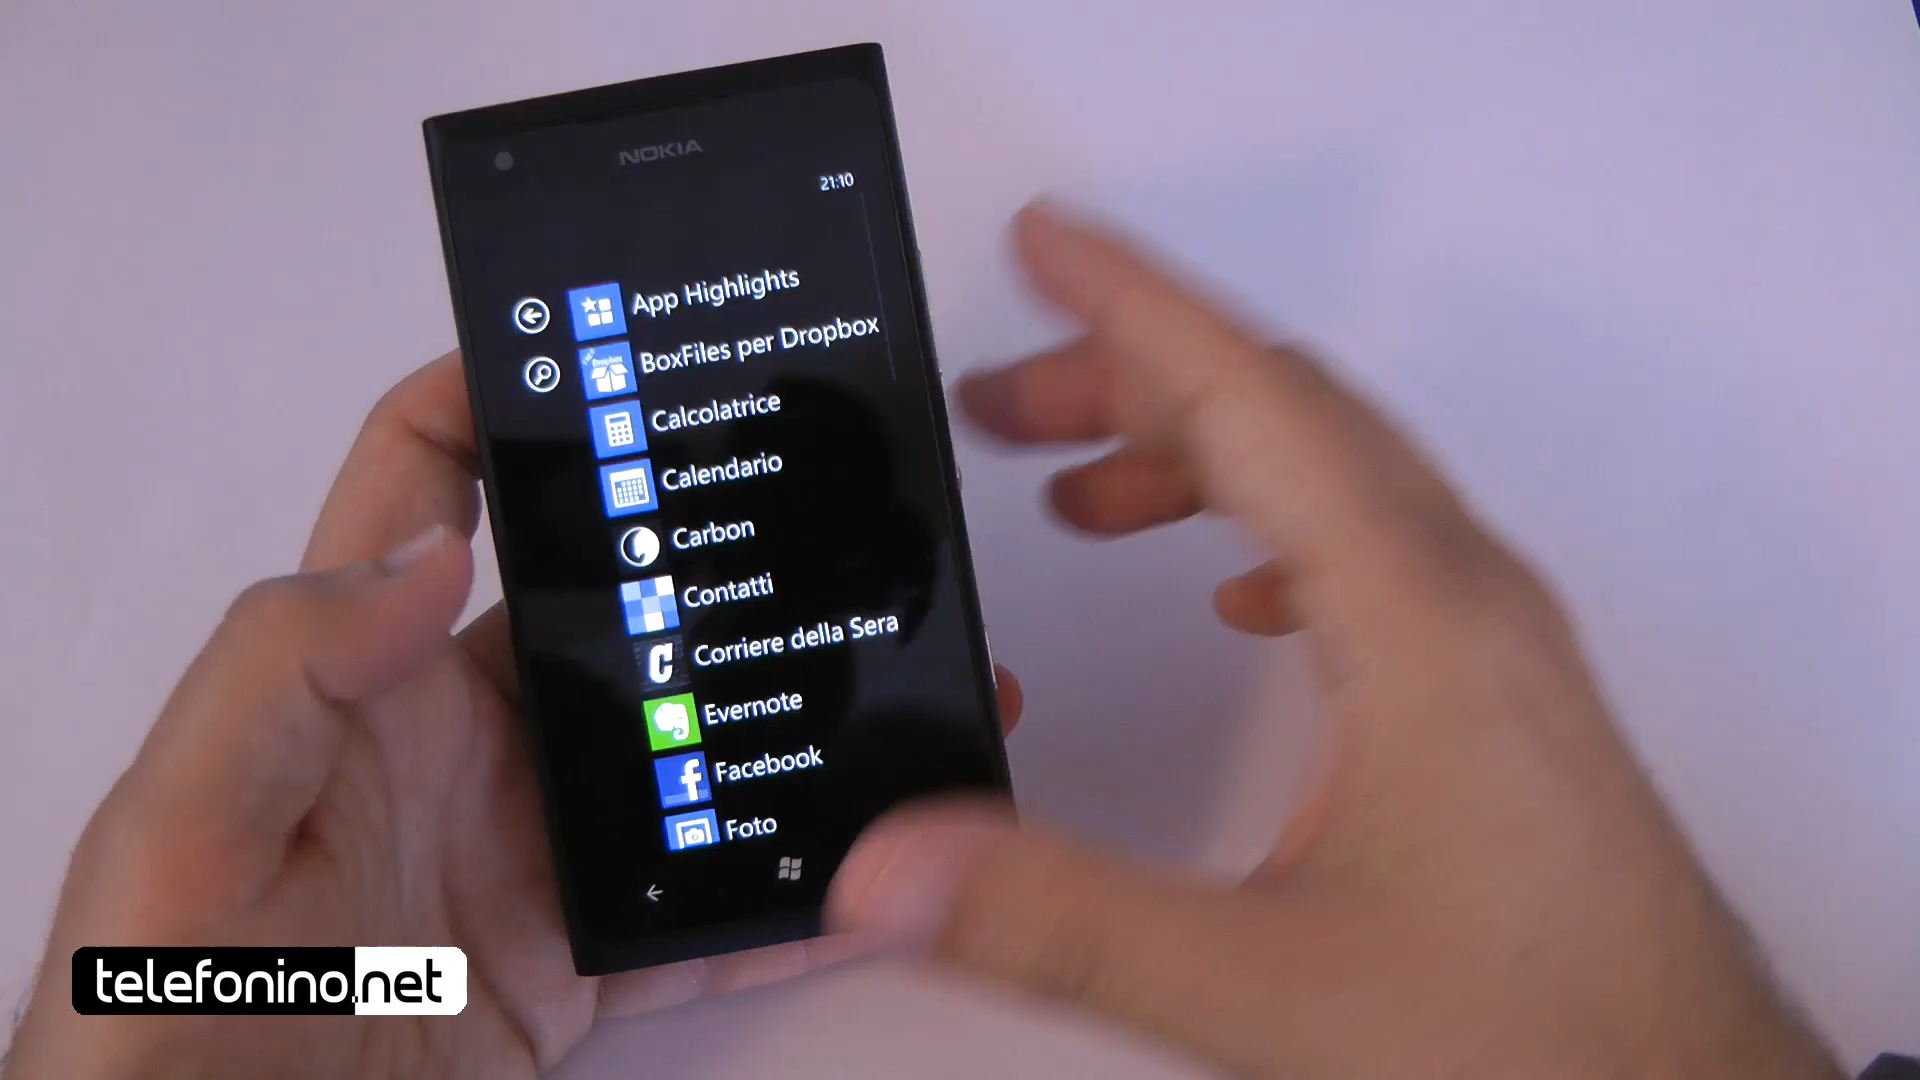 NOKIA
21:10
App Highlights
Dropbox
BoxFiles per Dropbox
Calcolatrice
Calendario
Carbon
Contatti
C
Corriere della Sera
Evernote
f
Facebook
Foto
telefonino.net